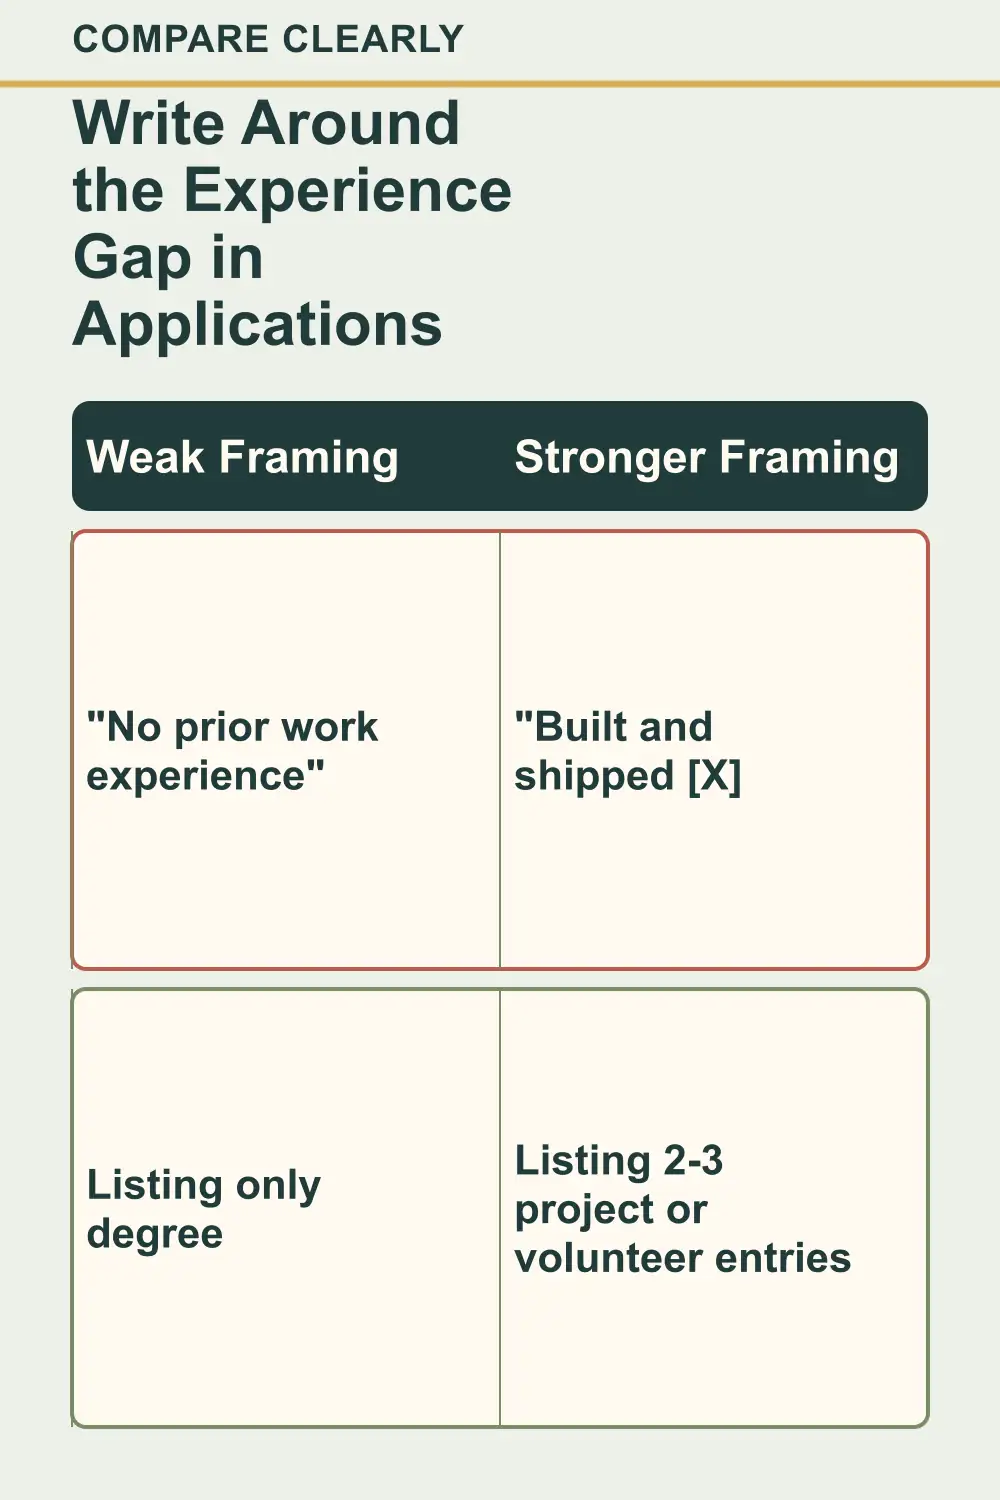 COMPARE CLEARLY
Write Around
the Experience
Gap in
Applications
Weak Framing
Stronger Framing
"No prior work
experience"
"Built and
shipped [X]
Listing only
degree
Listing 2-3
project or
volunteer entries